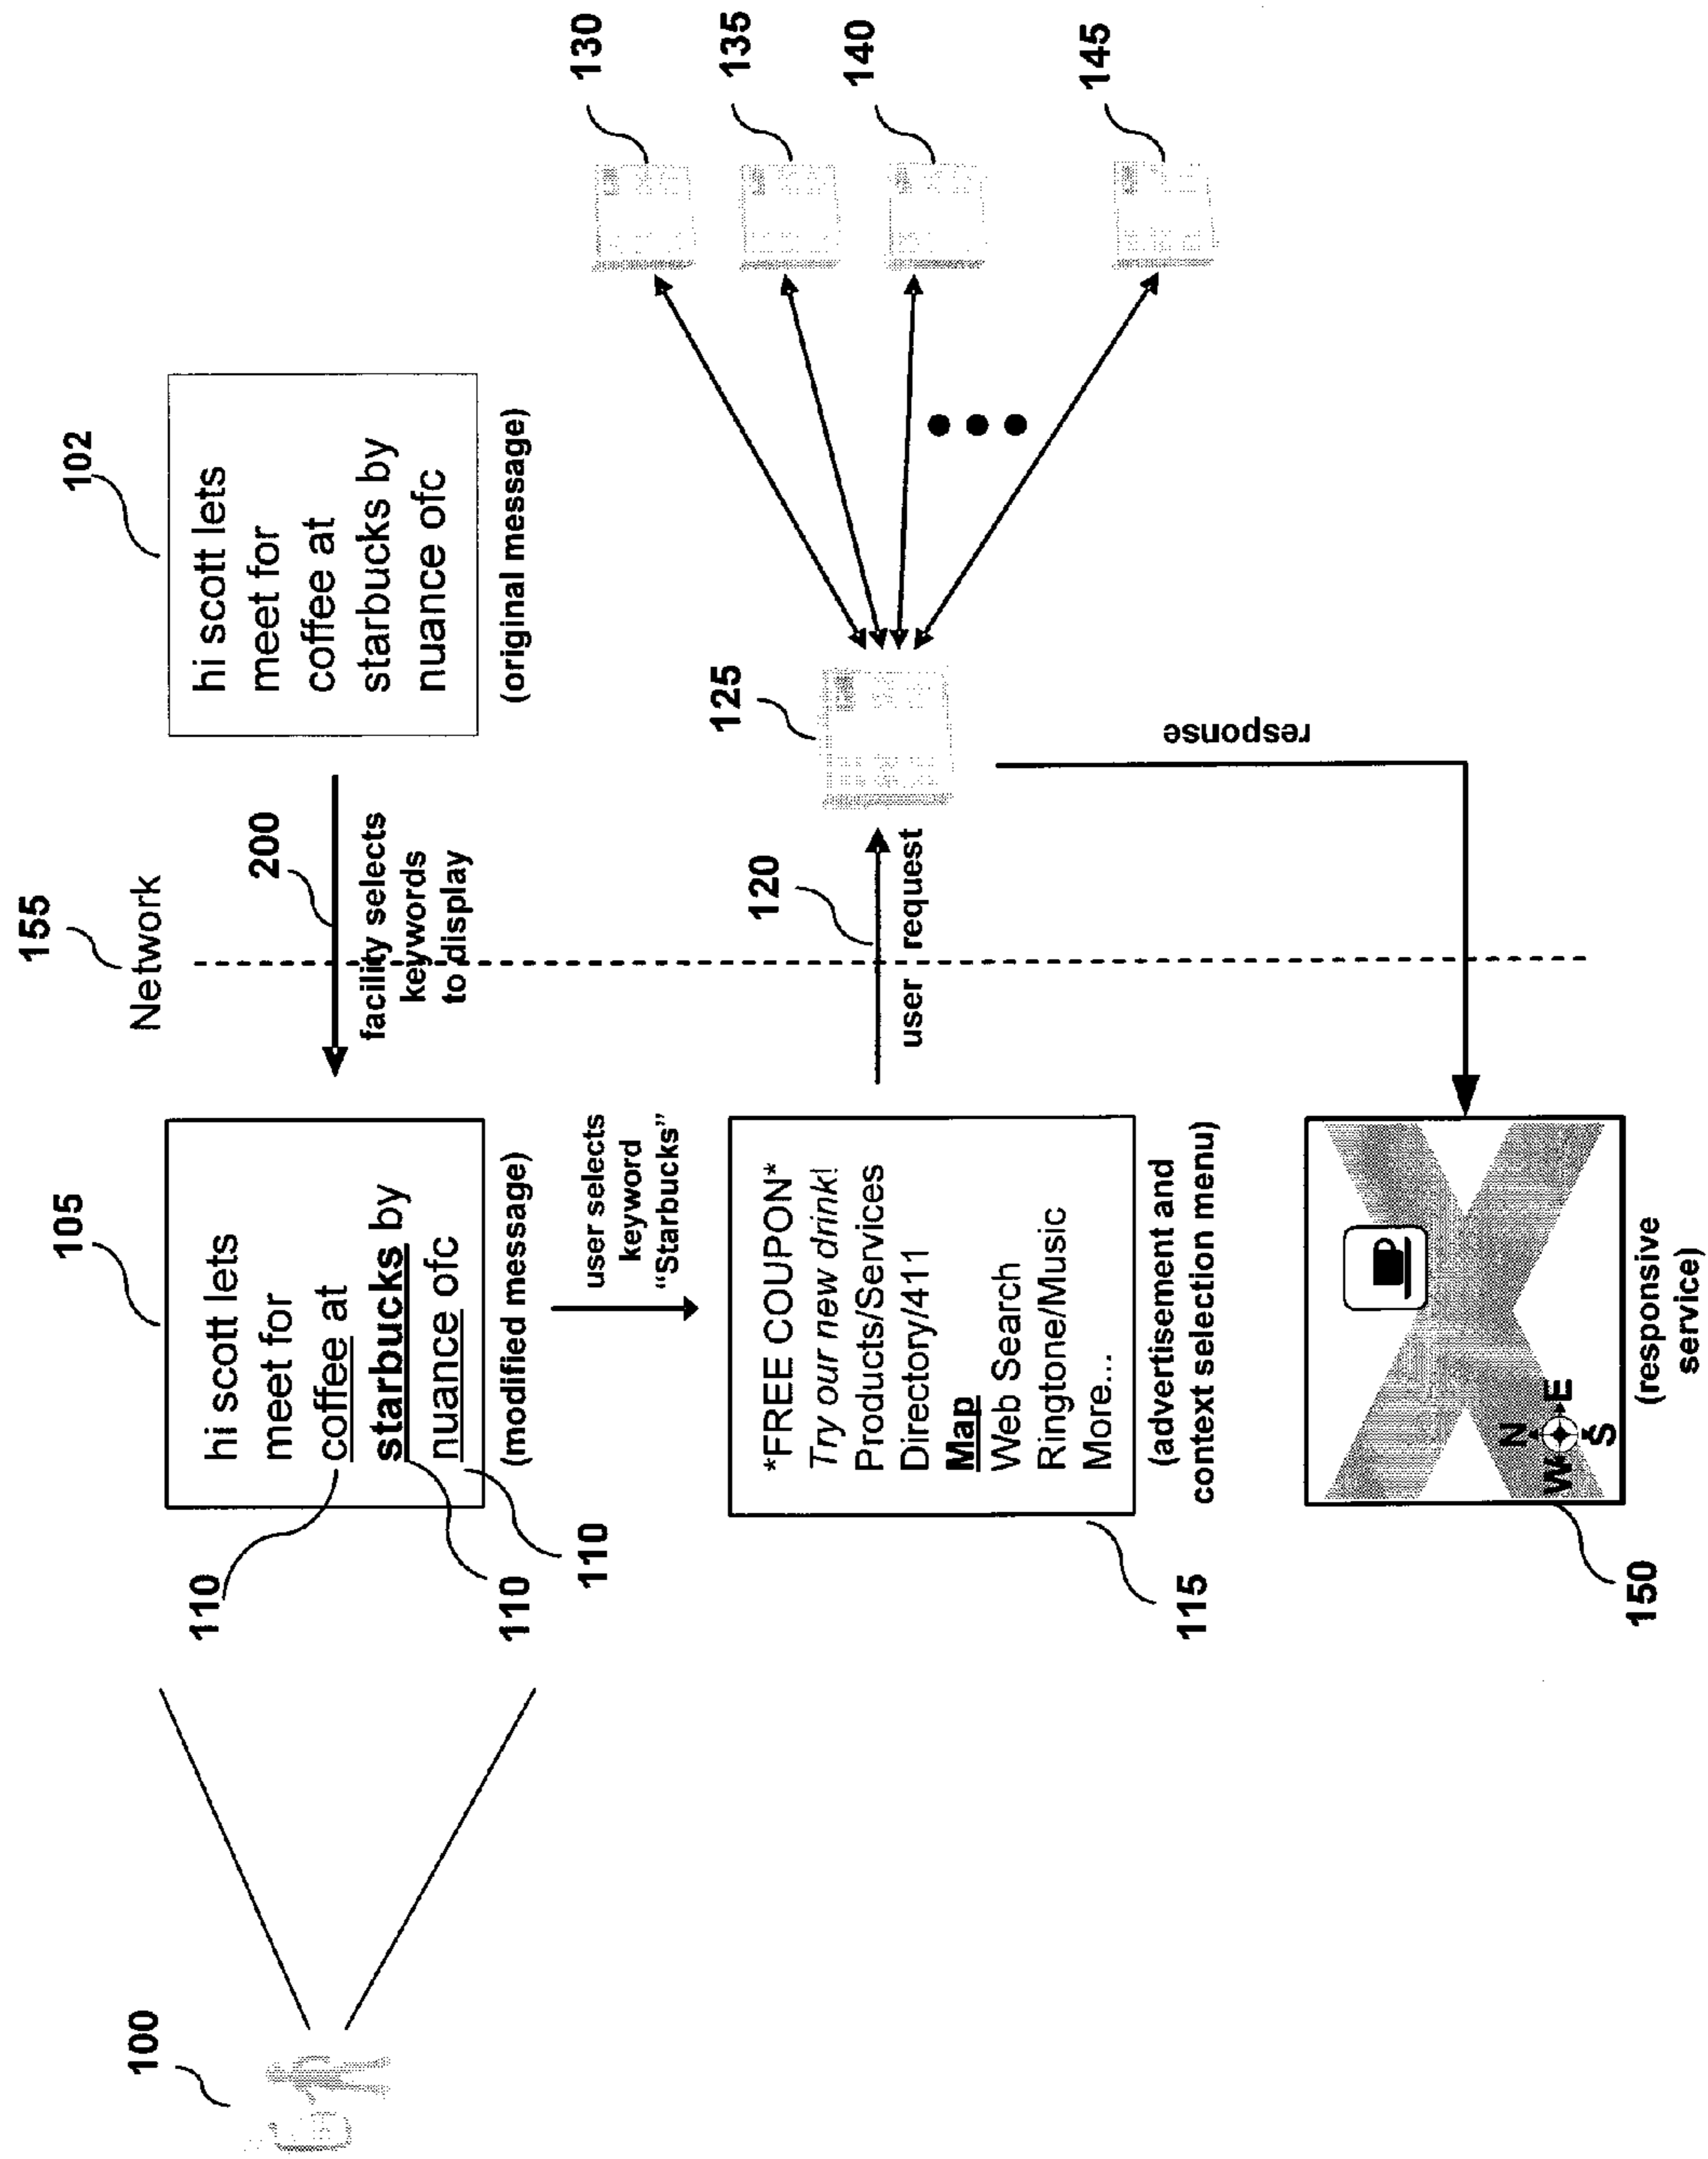 155
Network
102
hi scott lets
meet for
coffee at
starbucks by
nuance ofc
(original message)
200
facility selects
keywords
to display
105
hi scott lets
meet for
coffee at
starbucks by
nuance ofc
(modified message)
110
110
110
100
user selects
keyword
“Starbucks”
*FREE COUPON*
Try our new drink!
Products/Services
Directory/411
Map
Web Search
Ringtone/Music
More...
(advertisement and
context selection menu)
115
120
user request
125
130
135
140
145
response
N
W E
S
150
(responsive
service)